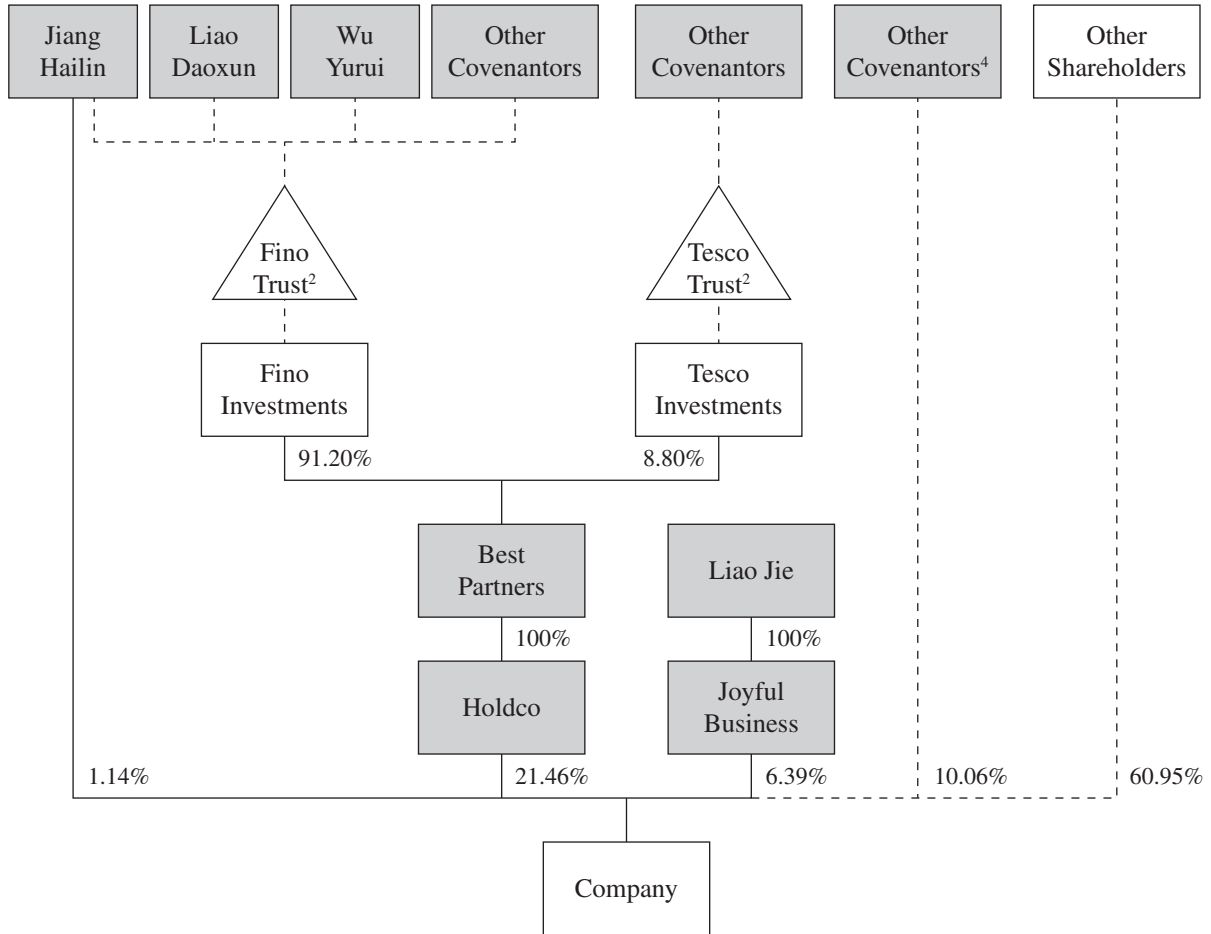 Jiang
Hailin
Liao
Daoxun
Wu
Yurui
Other
Covenantors
Other
Covenantors
Other
Covenantors⁴
Other
Shareholders
Fino
Trust²
Tesco
Trust²
Fino
Investments
Tesco
Investments
91.20%
8.80%
Best
Partners
Liao Jie
100%
100%
Holdco
Joyful
Business
1.14%
21.46%
6.39%
10.06%
60.95%
Company